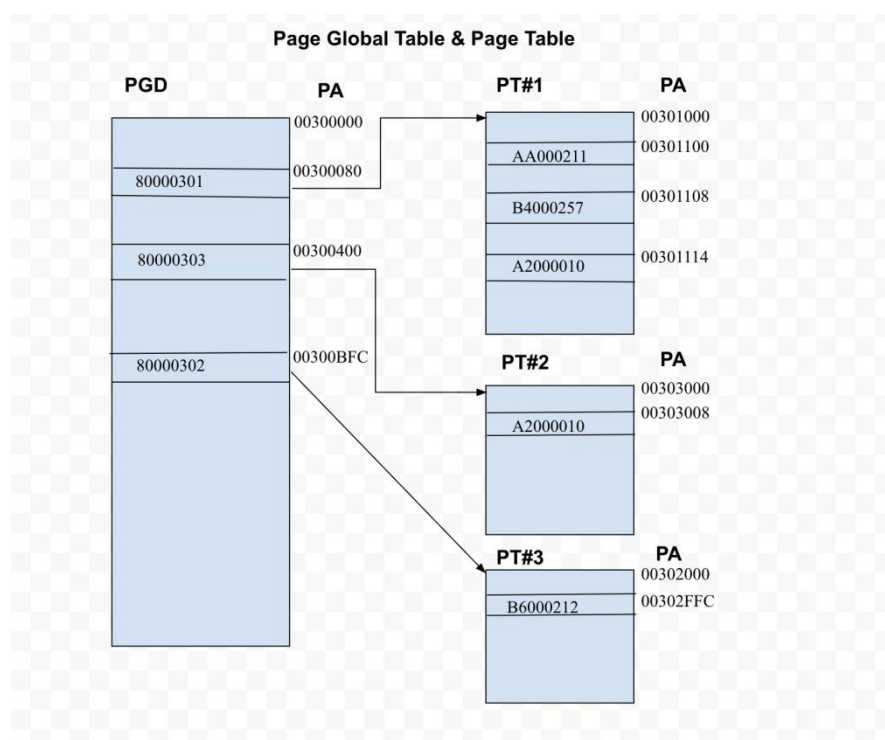 Page Global Table & Page Table
PGD
PA
00300000
80000301
00300080
80000303
00300400
80000302
00300BFC
PT#1
PA
00301000
AA000211
00301100
B4000257
00301108
A2000010
00301114
PT#2
PA
00303000
A2000010
00303008
PT#3
PA
00302000
B6000212
00302FFC